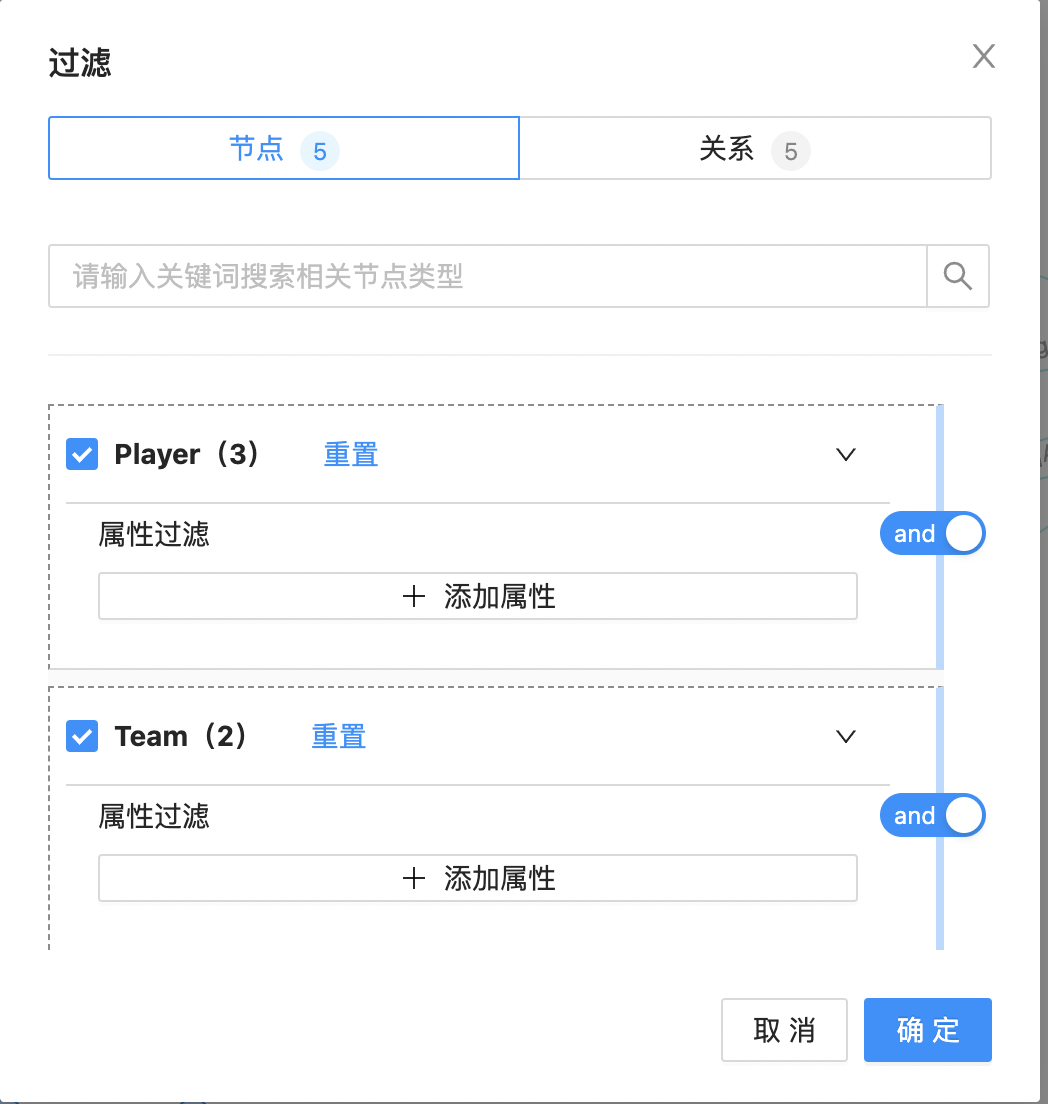 过滤
节点 5 关系 5
请输入关键词搜索相关节点类型
Player（3） 重置
属性过滤 and
+ 添加属性
Team（2） 重置
属性过滤 and
+ 添加属性
取 消 确 定